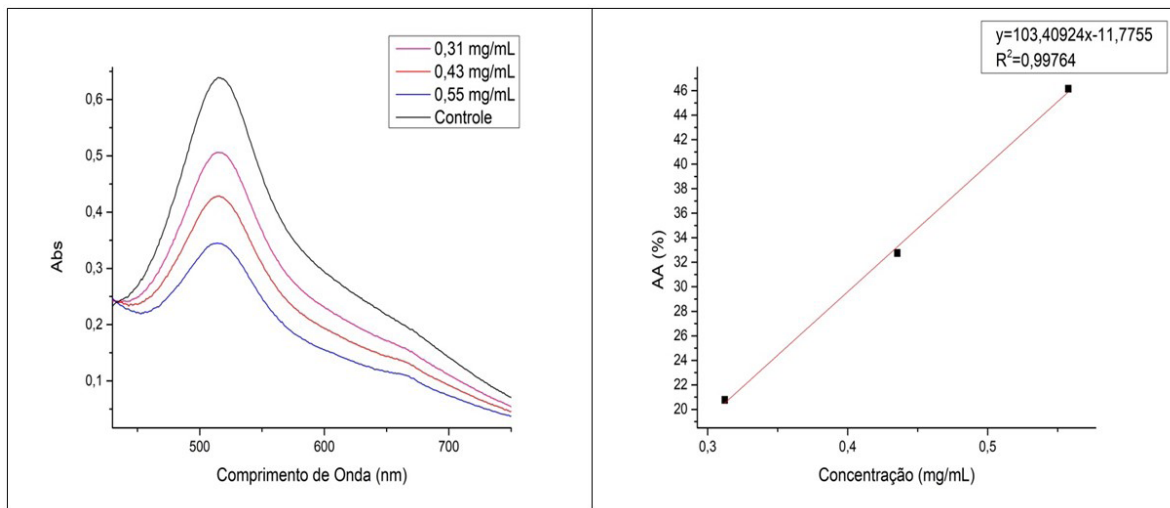 0,31 mg/mL
0,43 mg/mL
0,55 mg/mL
Controle
0,6
0,5
0,4
0,3
0,2
0,1
Abs
500
600
700
Comprimento de Onda (nm)
y=103,40924x-11,7755
R²=0,99764
46
44
42
40
38
36
34
32
30
28
26
24
22
20
AA (%)
0,3
0,4
0,5
Concentração (mg/mL)